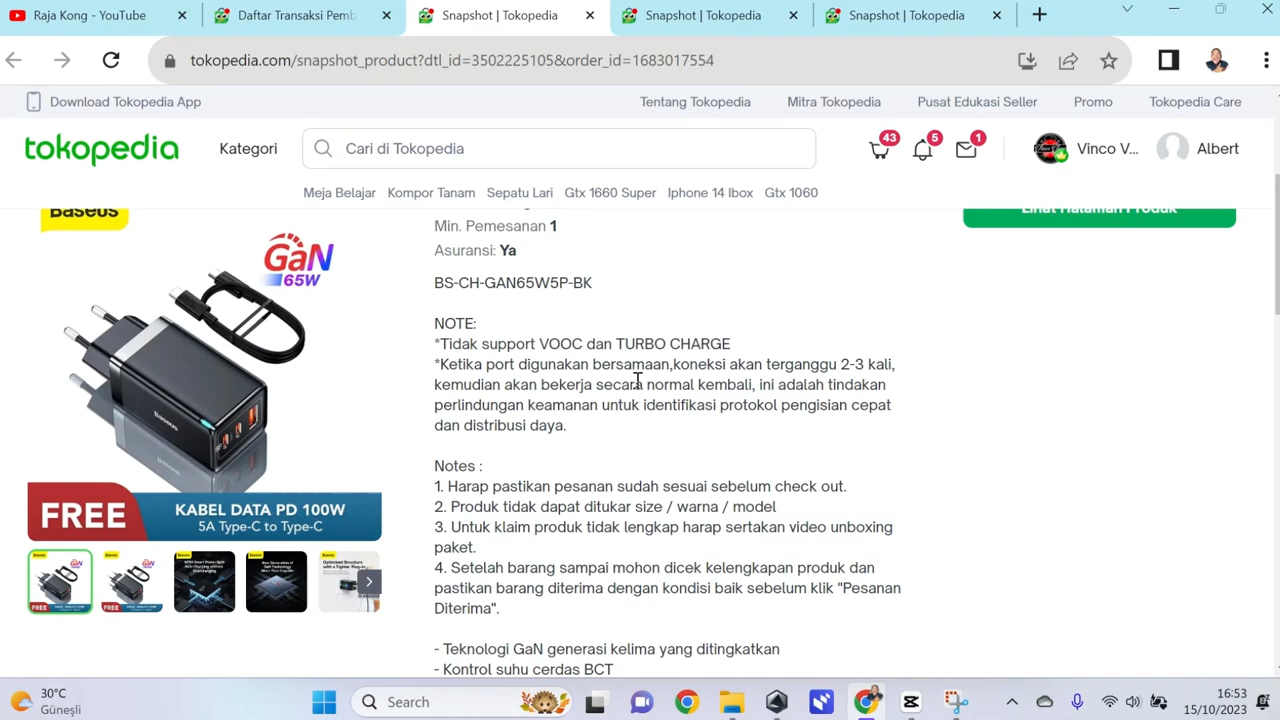 Raja Kong - YouTube
Daftar Transaksi Pemb
Snapshot | Tokopedia
Snapshot | Tokopedia
Snapshot | Tokopedia
tokopedia.com/snapshot_product?dtl_id=3502225105&order_id=1683017554
Download Tokopedia App
Tentang Tokopedia
Mitra Tokopedia
Pusat Edukasi Seller
Promo
Tokopedia Care
tokopedia
Kategori
Cari di Tokopedia
43
5
1
Vinco V...
Albert
Meja Belajar
Kompor Tanam
Sepatu Lari
Gtx 1660 Super
Iphone 14 Ibox
Gtx 1060
Baseus
Lihat Halaman Produk
GaN
65W
Baseus
FREE
KABEL DATA PD 100W
5A Type-C to Type-C
Min. Pemesanan 1
Asuransi: Ya
BS-CH-GAN65W5P-BK
NOTE:
*Tidak support VOOC dan TURBO CHARGE
*Ketika port digunakan bersamaan,koneksi akan terganggu 2-3 kali,
kemudian akan bekerja secara normal kembali, ini adalah tindakan
perlindungan keamanan untuk identifikasi protokol pengisian cepat
dan distribusi daya.
Notes :
1. Harap pastikan pesanan sudah sesuai sebelum check out.
2. Produk tidak dapat ditukar size / warna / model
3. Untuk klaim produk tidak lengkap harap sertakan video unboxing
paket.
4. Setelah barang sampai mohon dicek kelengkapan produk dan
pastikan barang diterima dengan kondisi baik sebelum klik "Pesanan
Diterima".
- Teknologi GaN generasi kelima yang ditingkatkan
- Kontrol suhu cerdas BCT
30°C
Güneşli
Search
16:53
15/10/2023